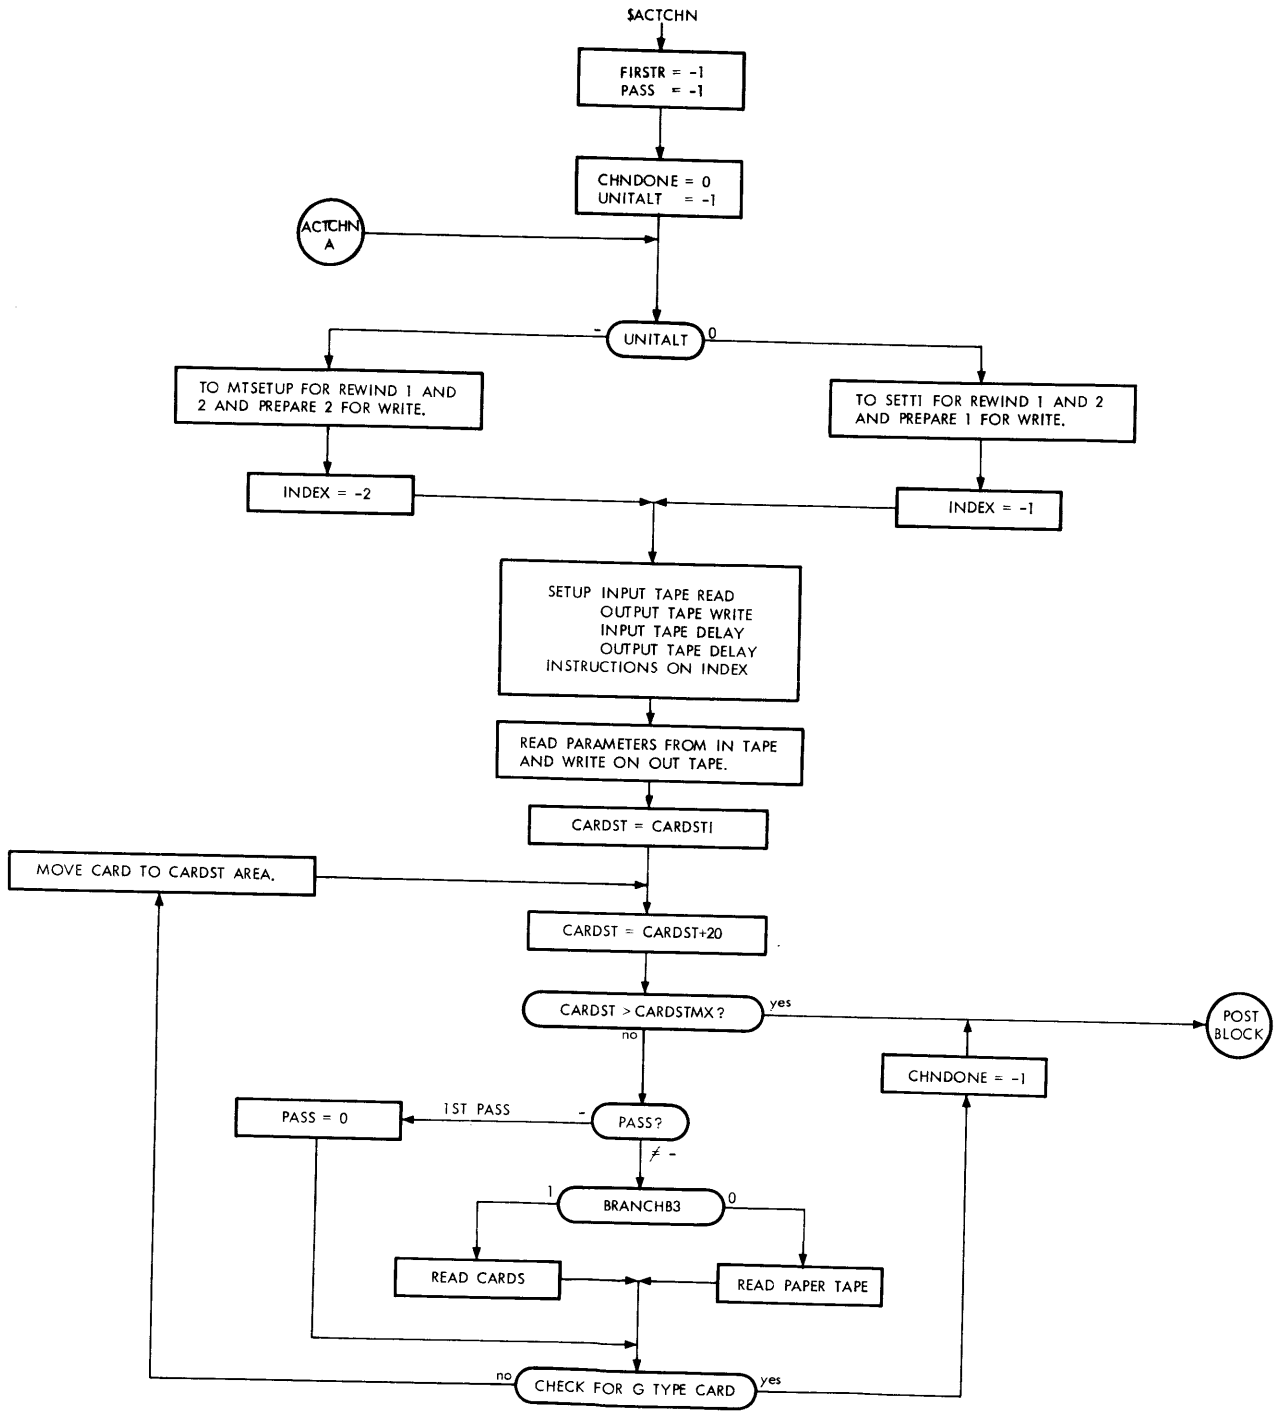 $ACTCHN
FIRSTR = -1
PASS = -1
CHNDONE = 0
UNITALT = -1
ACTCHN
A
- UNITALT 0
TO MTSETUP FOR REWIND 1 AND
2 AND PREPARE 2 FOR WRITE.
TO SETT1 FOR REWIND 1 AND 2
AND PREPARE 1 FOR WRITE.
INDEX = -2
INDEX = -1
SETUP INPUT TAPE READ
OUTPUT TAPE WRITE
INPUT TAPE DELAY
OUTPUT TAPE DELAY
INSTRUCTIONS ON INDEX
READ PARAMETERS FROM IN TAPE
AND WRITE ON OUT TAPE.
CARDST = CARDST1
MOVE CARD TO CARDST AREA.
CARDST = CARDST+20
CARDST > CARDSTMX? yes
no
POST
BLOCK
CHNDONE = -1
PASS = 0
1ST PASS
- PASS?
≠ -
1 BRANCHB3 0
READ CARDS
READ PAPER TAPE
no CHECK FOR G TYPE CARD yes